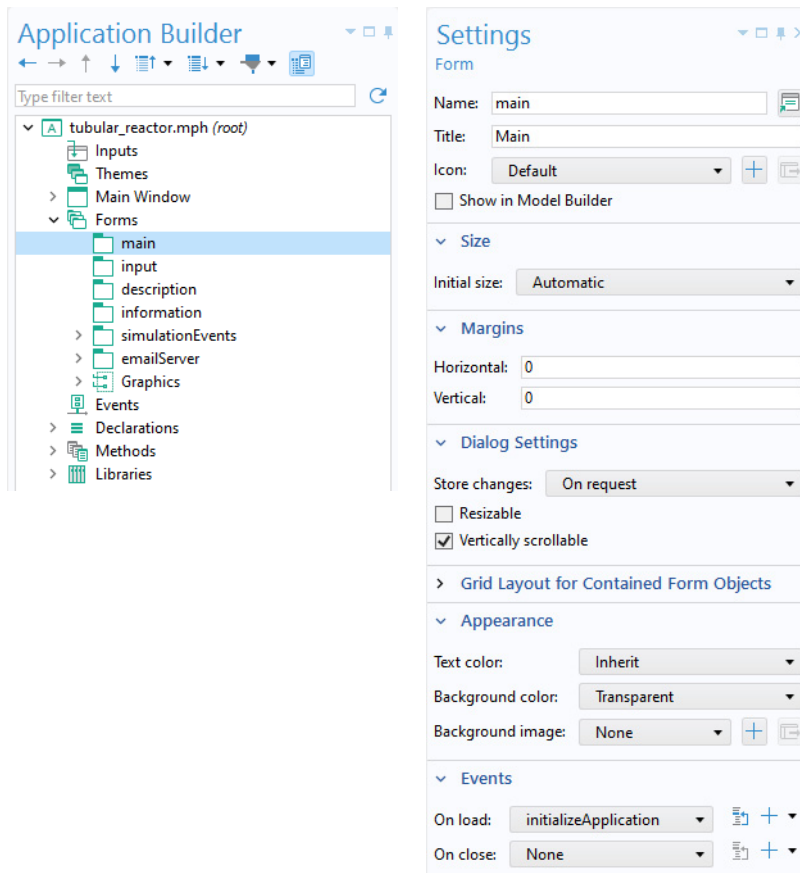 Application Builder
Type filter text
tubular_reactor.mph (root)
Inputs
Themes
Main Window
Forms
main
input
description
information
simulationEvents
emailServer
Graphics
Events
Declarations
Methods
Libraries
Settings
Form
Name: main
Title: Main
Icon: Default
Show in Model Builder
Size
Initial size: Automatic
Margins
Horizontal: 0
Vertical: 0
Dialog Settings
Store changes: On request
Resizable
Vertically scrollable
Grid Layout for Contained Form Objects
Appearance
Text color: Inherit
Background color: Transparent
Background image: None
Events
On load: initializeApplication
On close: None